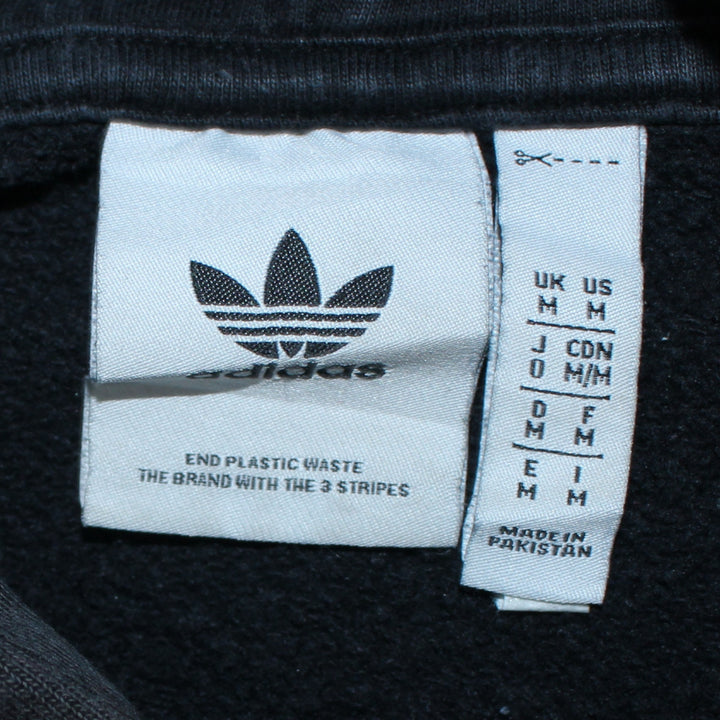 adidas
END PLASTIC WASTE
THE BRAND WITH THE 3 STRIPES
UK US
M M
J CDN
O M/M
D F
M M
E I
M M
MADE IN
PAKISTAN